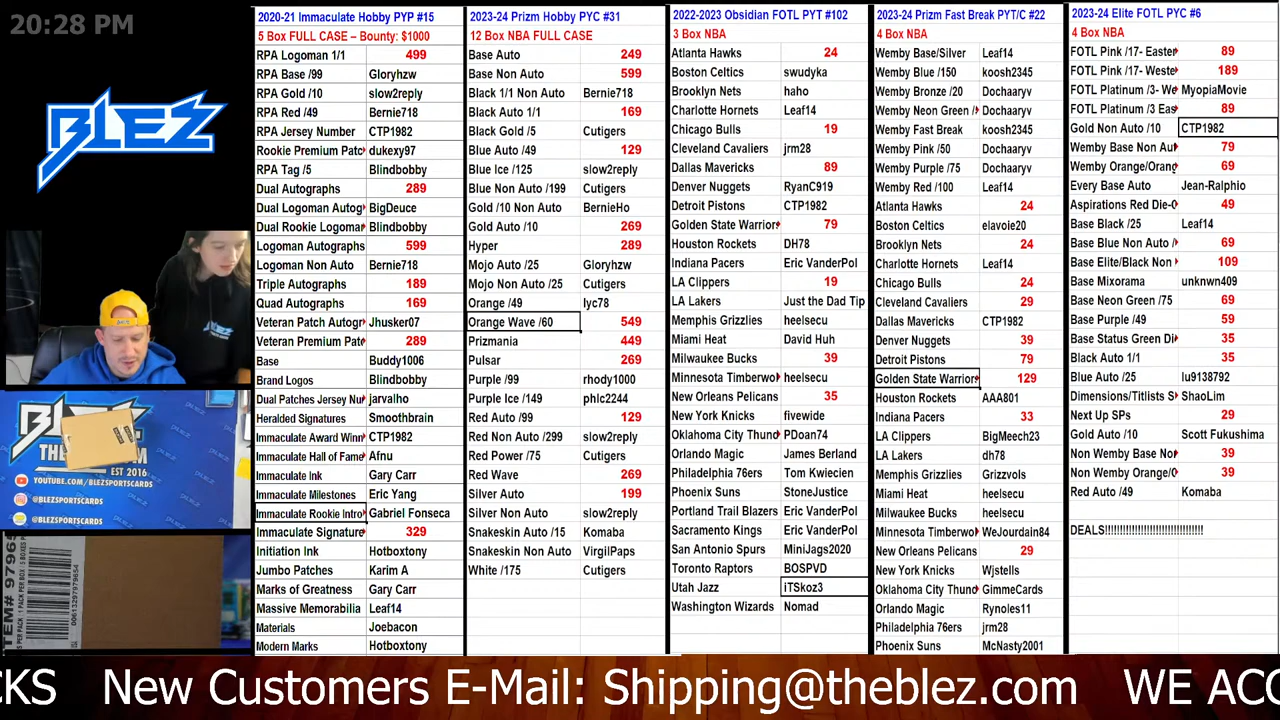 20:28 PM
BLEZ
BLEZ
THE
EST 2016
YOUTUBE.COM/BLEZSPORTSCARDS
@BLEZSPORTSCARDS
@BLEZSPORTSCARDS
2020-21 Immaculate Hobby PYP #15
5 Box FULL CASE – Bounty: $1000
RPA Logoman 1/1 499
RPA Base /99 Gloryhzw
RPA Gold /10 slow2reply
RPA Red /49 Bernie718
RPA Jersey Number CTP1982
Rookie Premium Patc dukexy97
RPA Tag /5 Blindbobby
Dual Autographs 289
Dual Logoman Autog BigDeuce
Dual Rookie Logoma Blindbobby
Logoman Autographs 599
Logoman Non Auto Bernie718
Triple Autographs 189
Quad Autographs 169
Veteran Patch Autogr Jhusker07
Veteran Premium Pat 289
Base Buddy1006
Brand Logos Blindbobby
Dual Patches Jersey Nu jarvalho
Heralded Signatures Smoothbrain
Immaculate Award Winn CTP1982
Immaculate Hall of Fame Afnu
Immaculate Ink Gary Carr
Immaculate Milestones Eric Yang
Immaculate Rookie Intro Gabriel Fonseca
Immaculate Signature 329
Initiation Ink Hotboxtony
Jumbo Patches Karim A
Marks of Greatness Gary Carr
Massive Memorabilia Leaf14
Materials Joebacon
Modern Marks Hotboxtony
2023-24 Prizm Hobby PYC #31
12 Box NBA FULL CASE
Base Auto 249
Base Non Auto 599
Black 1/1 Non Auto Bernie718
Black Auto 1/1 169
Black Gold /5 Cutigers
Blue Auto /49 129
Blue Ice /125 slow2reply
Blue Non Auto /199 Cutigers
Gold /10 Non Auto BernieHo
Gold Auto /10 269
Hyper 289
Mojo Auto /25 Gloryhzw
Mojo Non Auto /25 Cutigers
Orange /49 lyc78
Orange Wave /60 549
Prizmania 449
Pulsar 269
Purple /99 rhody1000
Purple Ice /149 phlc2244
Red Auto /99 129
Red Non Auto /299 slow2reply
Red Power /75 Cutigers
Red Wave 269
Silver Auto 199
Silver Non Auto slow2reply
Snakeskin Auto /15 Komaba
Snakeskin Non Auto VirgilPaps
White /175 Cutigers
2022-2023 Obsidian FOTL PYT #102
3 Box NBA
Atlanta Hawks 24
Boston Celtics swudyka
Brooklyn Nets haho
Charlotte Hornets Leaf14
Chicago Bulls 19
Cleveland Cavaliers jrm28
Dallas Mavericks 89
Denver Nuggets RyanC919
Detroit Pistons CTP1982
Golden State Warriors 79
Houston Rockets DH78
Indiana Pacers Eric VanderPol
LA Clippers 19
LA Lakers Just the Dad Tip
Memphis Grizzlies heelsecu
Miami Heat David Huh
Milwaukee Bucks 39
Minnesota Timberwo heelsecu
New Orleans Pelicans 35
New York Knicks fivewide
Oklahoma City Thund PDoan74
Orlando Magic James Berland
Philadelphia 76ers Tom Kwiecien
Phoenix Suns StoneJustice
Portland Trail Blazers Eric VanderPol
Sacramento Kings Eric VanderPol
San Antonio Spurs MiniJags2020
Toronto Raptors BOSPVD
Utah Jazz iTSkoz3
Washington Wizards Nomad
2023-24 Prizm Fast Break PYT/C #22
4 Box NBA
Wemby Base/Silver Leaf14
Wemby Blue /150 koosh2345
Wemby Bronze /20 Dochaaryv
Wemby Neon Green / Dochaaryv
Wemby Fast Break koosh2345
Wemby Pink /50 Dochaaryv
Wemby Purple /75 Dochaaryv
Wemby Red /100 Leaf14
Atlanta Hawks 24
Boston Celtics elavoie20
Brooklyn Nets 24
Charlotte Hornets Leaf14
Chicago Bulls 24
Cleveland Cavaliers 29
Dallas Mavericks CTP1982
Denver Nuggets 39
Detroit Pistons 79
Golden State Warriors 129
Houston Rockets AAA801
Indiana Pacers 33
LA Clippers BigMeech23
LA Lakers dh78
Memphis Grizzlies Grizzvols
Miami Heat heelsecu
Milwaukee Bucks heelsecu
Minnesota Timberwo WeJourdain84
New Orleans Pelicans 29
New York Knicks Wjstells
Oklahoma City Thund GimmeCards
Orlando Magic Rynoles11
Philadelphia 76ers jrm28
Phoenix Suns McNasty2001
2023-24 Elite FOTL PYC #6
4 Box NBA
FOTL Pink /17- Easter 89
FOTL Pink /17- Weste 189
FOTL Platinum /3- We MyopiaMovie
FOTL Platinum /3 Eas 89
Gold Non Auto /10 CTP1982
Wemby Base Non Au 79
Wemby Orange/Orang 69
Every Base Auto Jean-Ralphio
Aspirations Red Die-C 49
Base Black /25 Leaf14
Base Blue Non Auto / 69
Base Elite/Black Non 109
Base Mixorama unknwn409
Base Neon Green /75 69
Base Purple /49 59
Base Status Green Di 35
Black Auto 1/1 35
Blue Auto /25 lu9138792
Dimensions/Titlists S ShaoLim
Next Up SPs 29
Gold Auto /10 Scott Fukushima
Non Wemby Base No 39
Non Wemby Orange/O 39
Red Auto /49 Komaba
DEALS!!!!!!!!!!!!!!!!!!!!!!!!!!!!!!!!!
CKS New Customers E-Mail: Shipping@theblez.com WE ACC